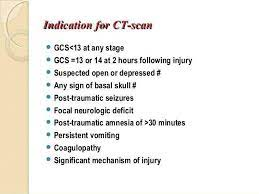 Indication for CT-scan
GCS<13 at any stage
GCS =13 or 14 at 2 hours following injury
Suspected open or depressed #
Any sign of basal skull #
Post-traumatic seizures
Focal neurologic deficit
Post-traumatic amnesia of >30 minutes
Persistent vomiting
Coagulopathy
Significant mechanism of injury